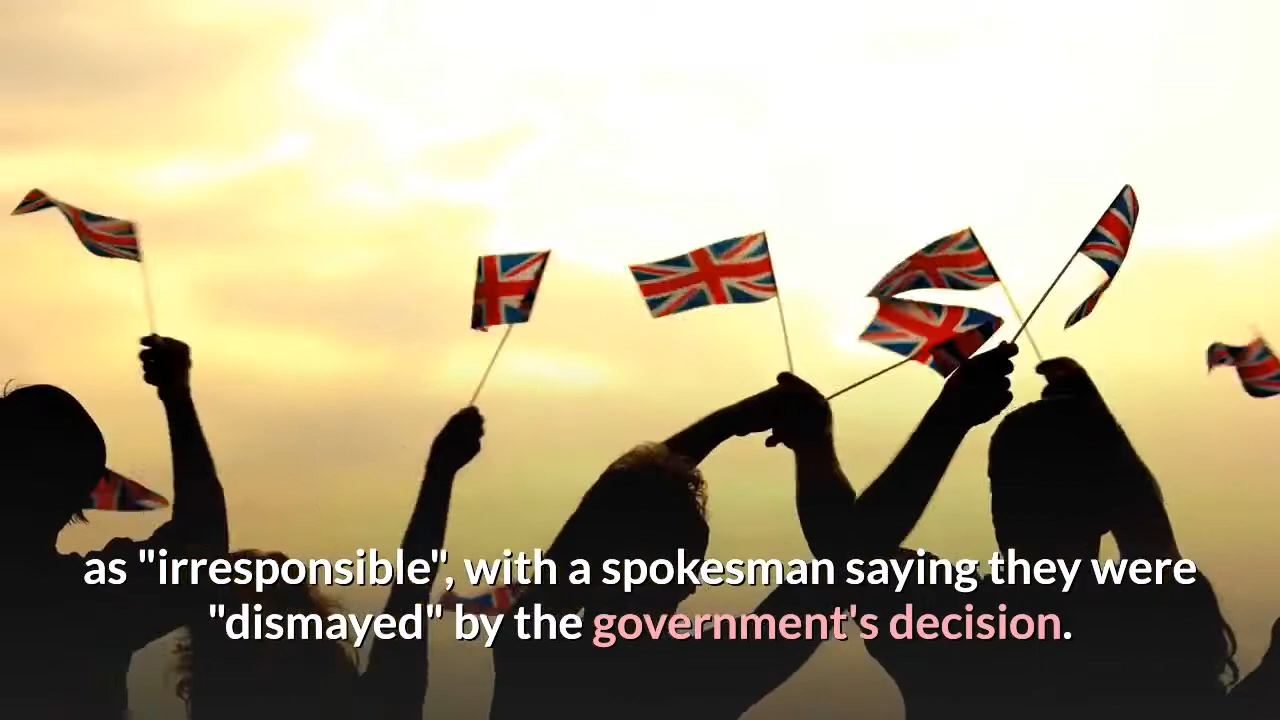 as "irresponsible", with a spokesman saying they were
"dismayed" by the government's decision.